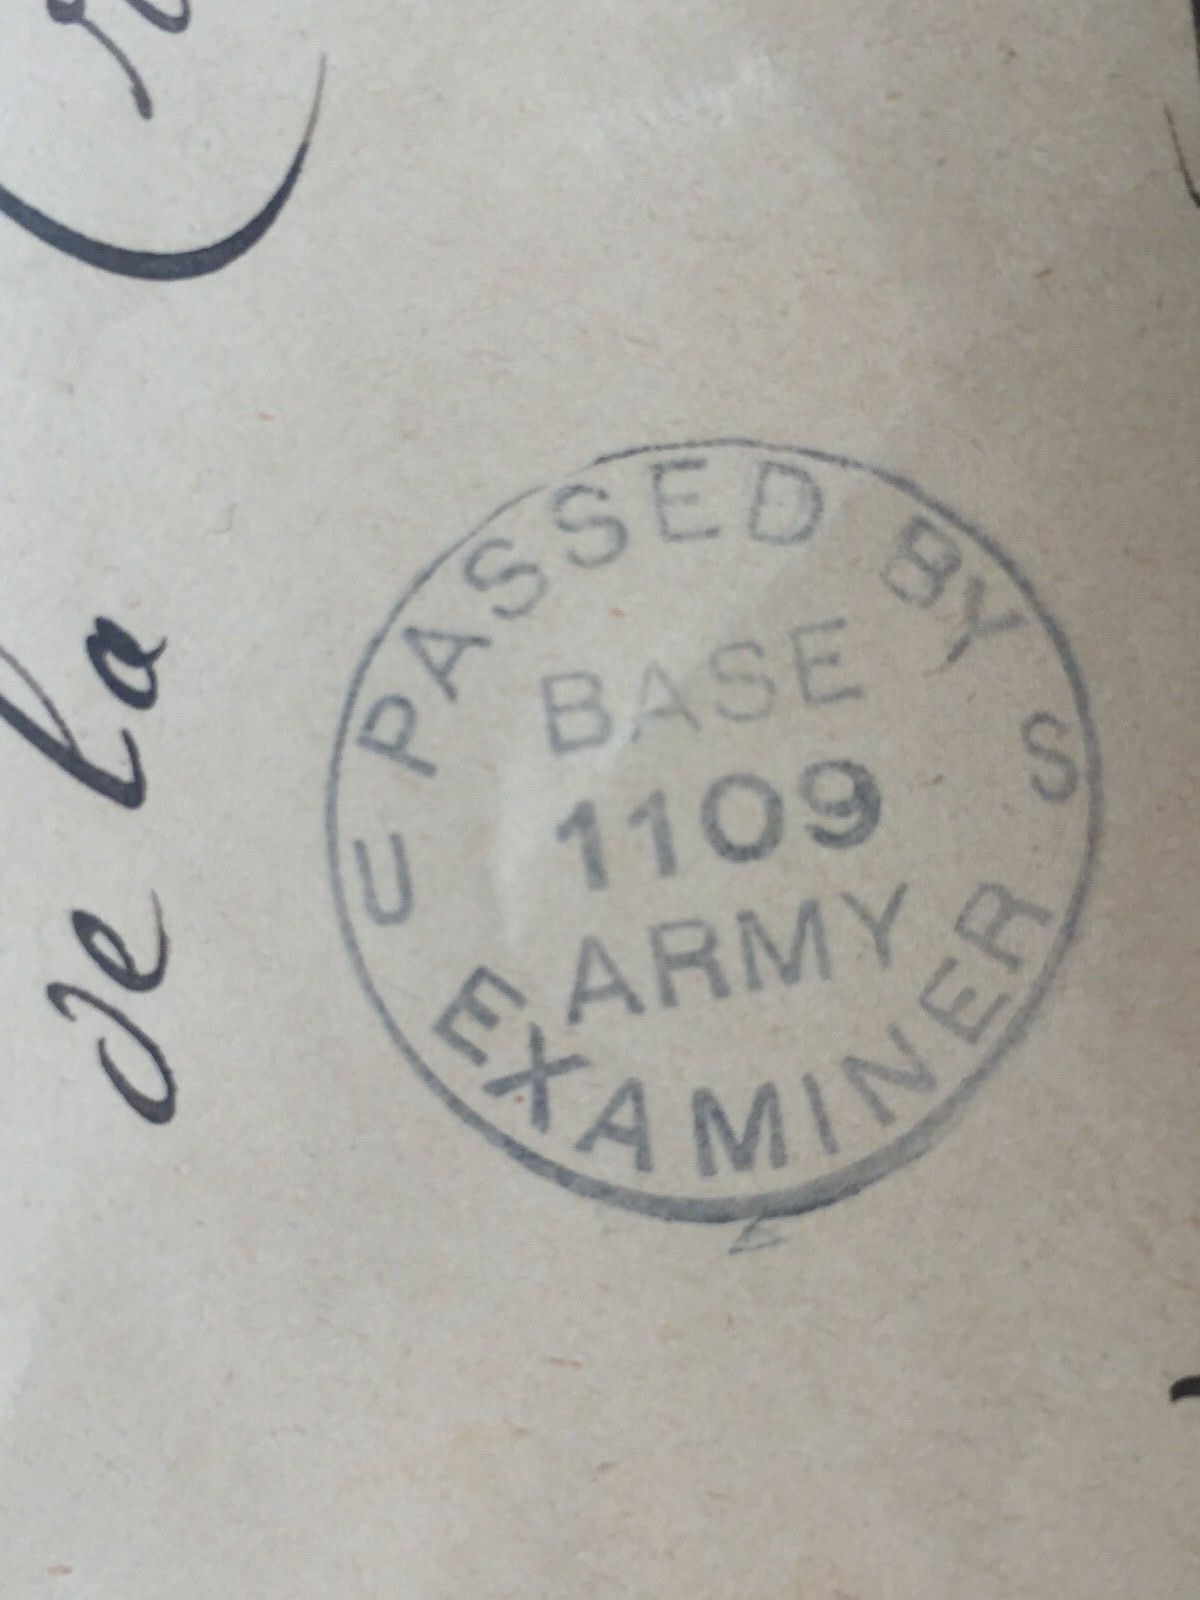 PASSED BY
U S
BASE
1109
ARMY
EXAMINER
de la